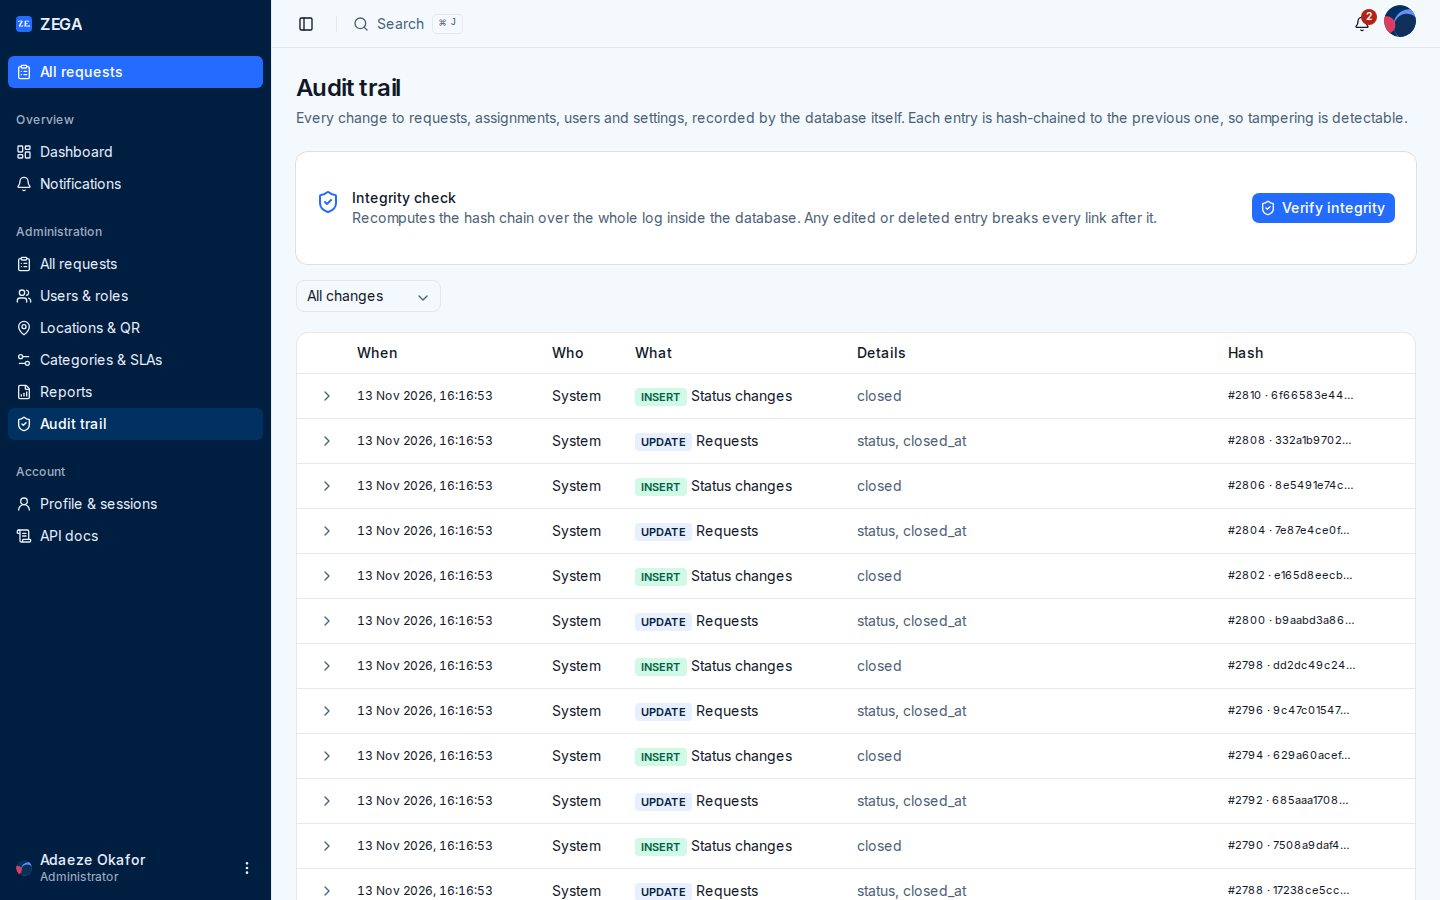 ZE ZEGA
Search ⌘ J
2
All requests
Overview
Dashboard
Notifications
Administration
All requests
Users & roles
Locations & QR
Categories & SLAs
Reports
Audit trail
Account
Profile & sessions
API docs
Adaeze Okafor
Administrator
Audit trail
Every change to requests, assignments, users and settings, recorded by the database itself. Each entry is hash-chained to the previous one, so tampering is detectable.
Integrity check
Recomputes the hash chain over the whole log inside the database. Any edited or deleted entry breaks every link after it.
Verify integrity
All changes
When Who What Details Hash
13 Nov 2026, 16:16:53 System INSERT Status changes closed #2810 · 6f66583e44…
13 Nov 2026, 16:16:53 System UPDATE Requests status, closed_at #2808 · 332a1b9702…
13 Nov 2026, 16:16:53 System INSERT Status changes closed #2806 · 8e5491e74c…
13 Nov 2026, 16:16:53 System UPDATE Requests status, closed_at #2804 · 7e87e4ce0f…
13 Nov 2026, 16:16:53 System INSERT Status changes closed #2802 · e165d8eecb…
13 Nov 2026, 16:16:53 System UPDATE Requests status, closed_at #2800 · b9aabd3a86…
13 Nov 2026, 16:16:53 System INSERT Status changes closed #2798 · dd2dc49c24…
13 Nov 2026, 16:16:53 System UPDATE Requests status, closed_at #2796 · 9c47c01547…
13 Nov 2026, 16:16:53 System INSERT Status changes closed #2794 · 629a60acef…
13 Nov 2026, 16:16:53 System UPDATE Requests status, closed_at #2792 · 685aaa1708…
13 Nov 2026, 16:16:53 System INSERT Status changes closed #2790 · 7508a9daf4…
13 Nov 2026, 16:16:53 System UPDATE Requests status, closed_at #2788 · 17238ce5cc…